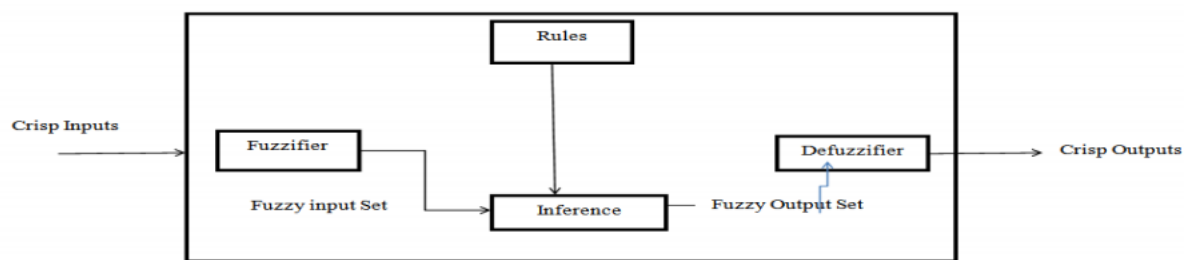 Rules
Crisp Inputs
Fuzzifier
Defuzzifier
Crisp Outputs
Fuzzy input Set
Inference
Fuzzy Output Set